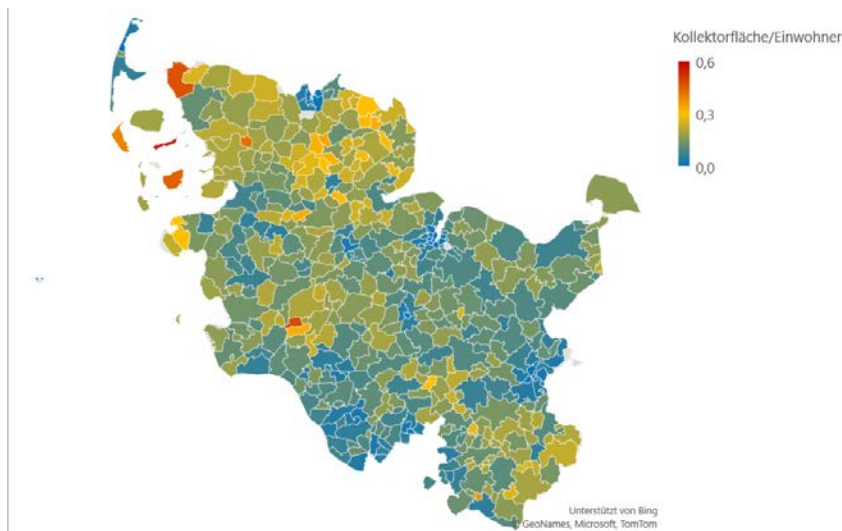 Kollektorfläche/Einwohner
0,6
0,3
0,0
Unterstützt von Bing
© GeoNames, Microsoft, TomTom